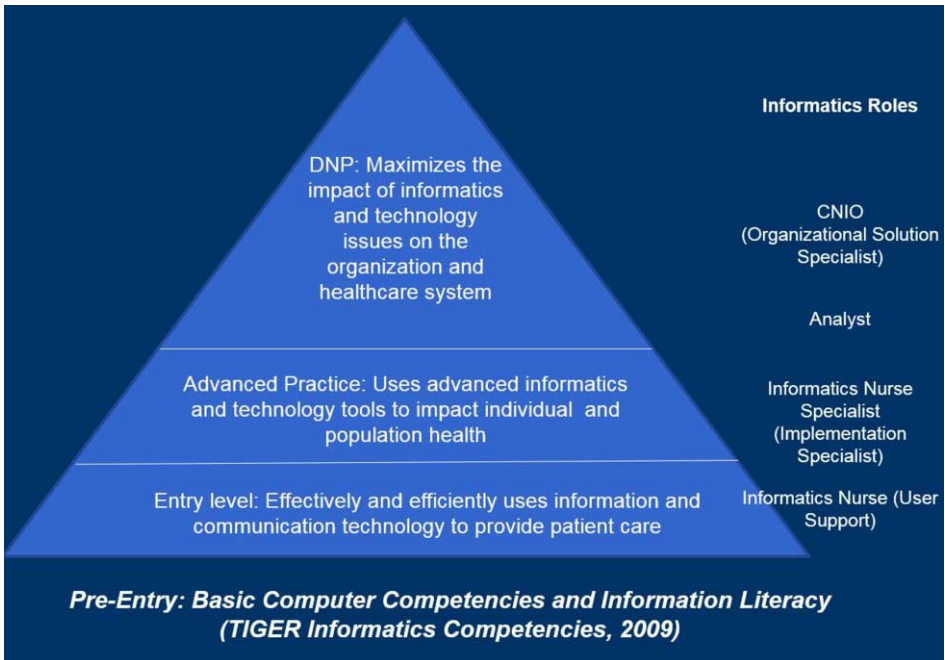 Informatics Roles
DNP: Maximizes the
impact of informatics
and technology
issues on the
organization and
healthcare system
CNIO
(Organizational Solution
Specialist)
Analyst
Advanced Practice: Uses advanced informatics
and technology tools to impact individual and
population health
Informatics Nurse
Specialist
(Implementation
Specialist)
Entry level: Effectively and efficiently uses information and
communication technology to provide patient care
Informatics Nurse (User
Support)
Pre-Entry: Basic Computer Competencies and Information Literacy
(TIGER Informatics Competencies, 2009)